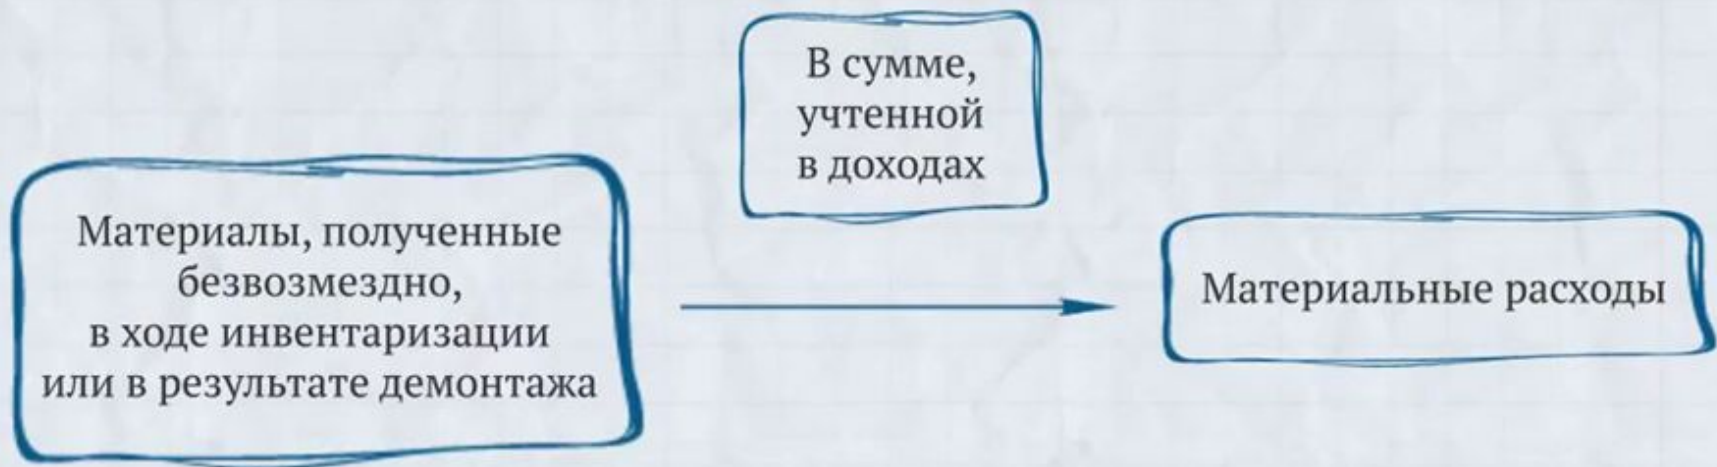 В сумме,
учтенной
в доходах
Материалы, полученные
безвозмездно,
в ходе инвентаризации
или в результате демонтажа
Материальные расходы